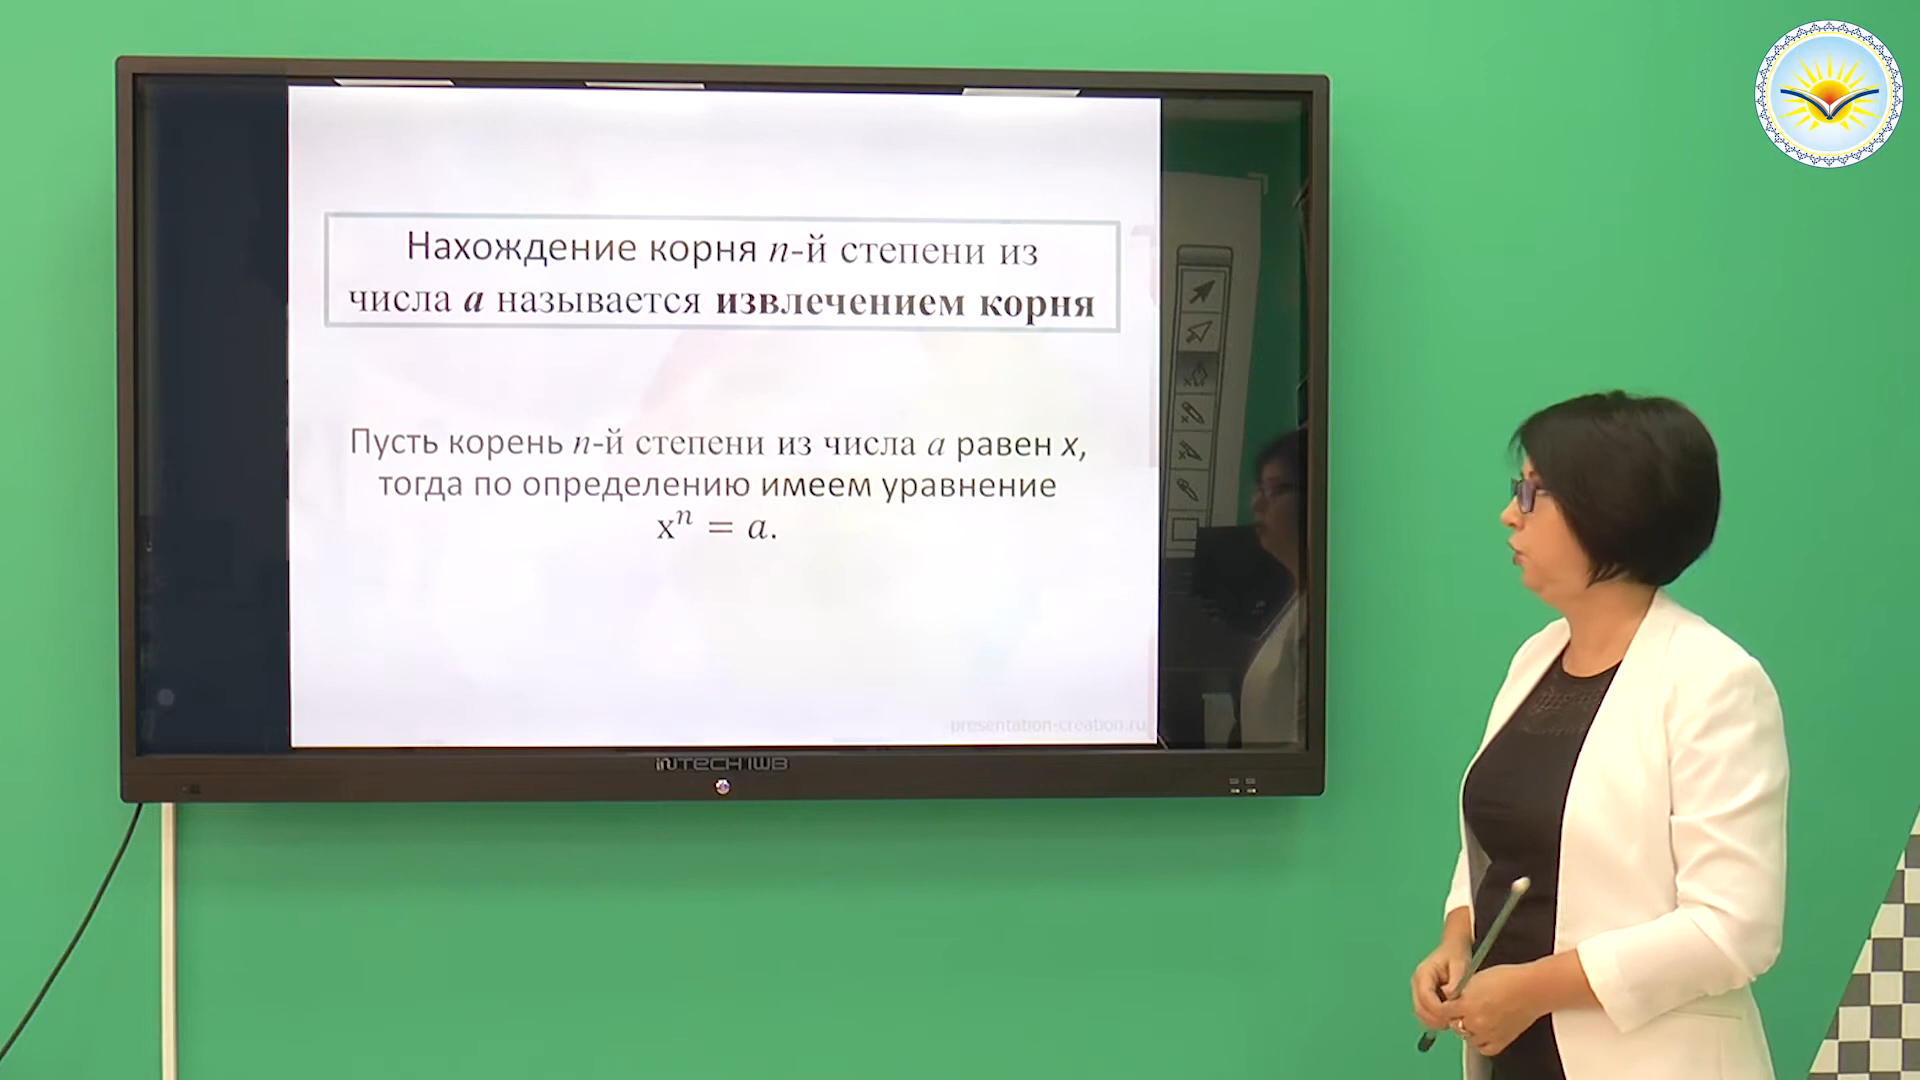 Нахождение корня n-й степени из
числа a называется извлечением корня
Пусть корень n-й степени из числа a равен x,
тогда по определению имеем уравнение
xⁿ = a.
presentation-creation.ru
INTECH IWB